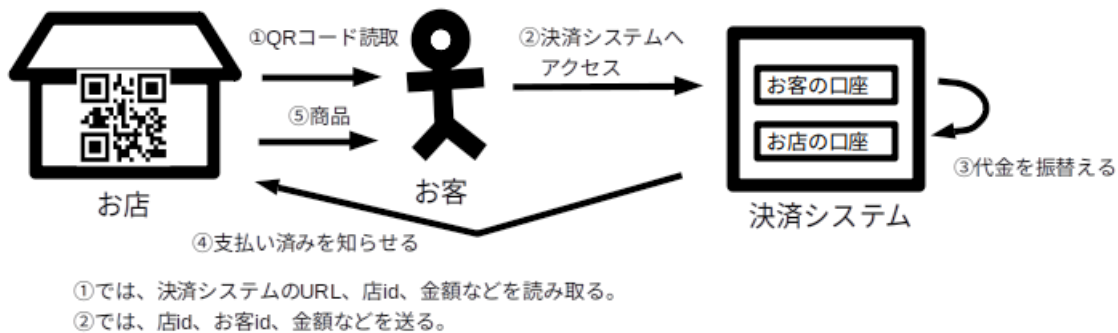 ①QRコード読取
②決済システムへ
アクセス
お客の口座
⑤商品
お店の口座
③代金を振替える
お店
お客
決済システム
④支払い済みを知らせる
①では、決済システムのURL、店id、金額などを読み取る。
②では、店id、お客id、金額などを送る。